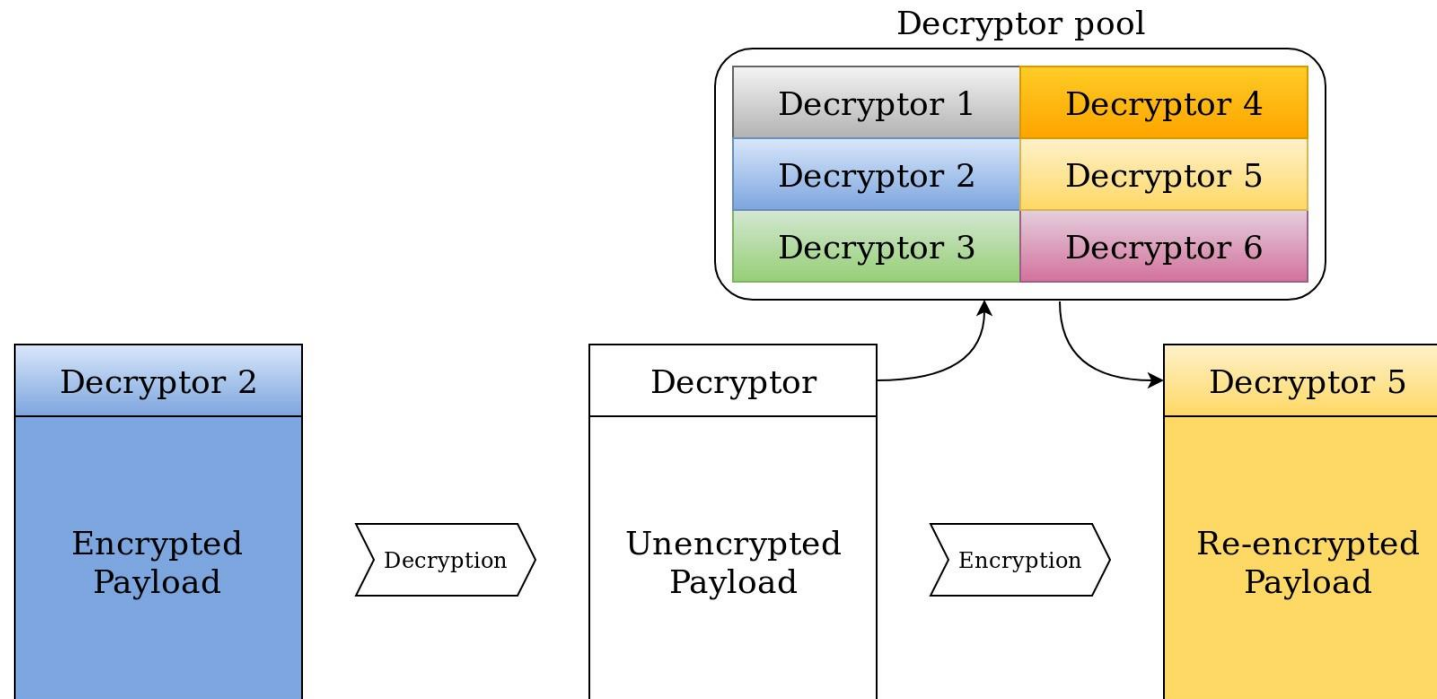 Decryptor pool
Decryptor 1
Decryptor 4
Decryptor 2
Decryptor 5
Decryptor 3
Decryptor 6
Decryptor 2
Decryptor
Decryptor 5
Encrypted
Payload
Decryption
Unencrypted
Payload
Encryption
Re-encrypted
Payload